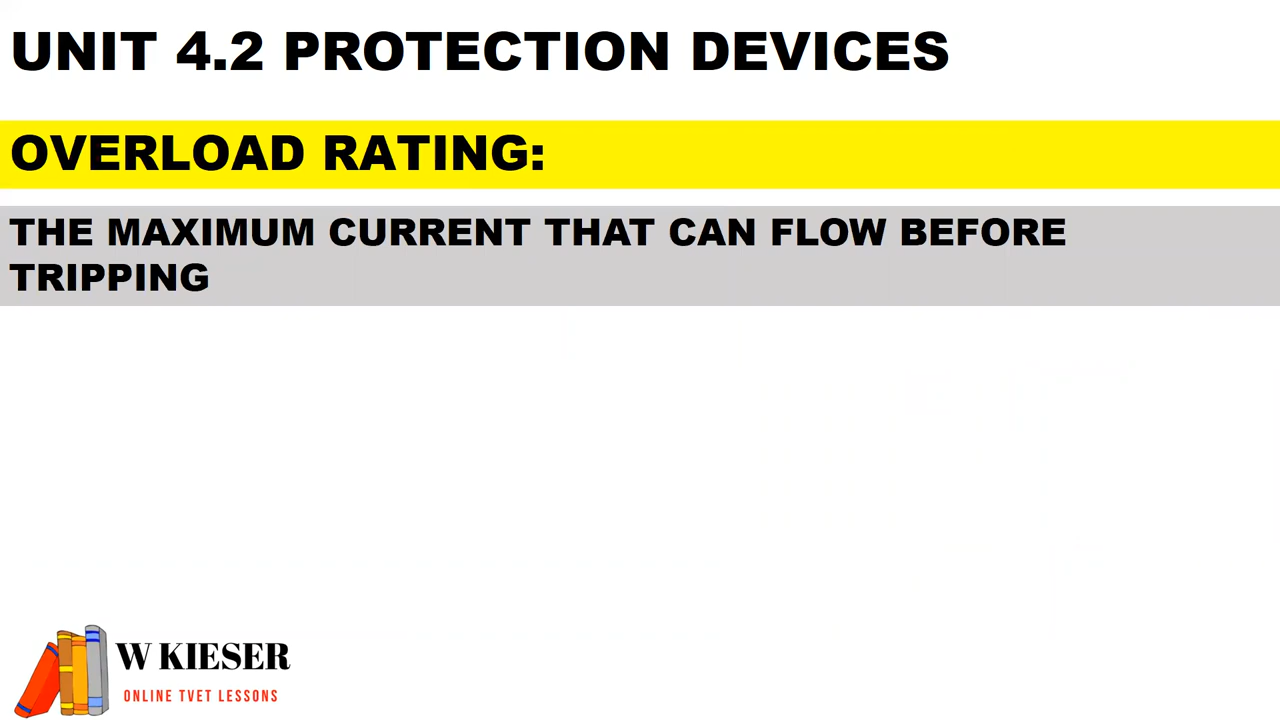 UNIT 4.2 PROTECTION DEVICES
OVERLOAD RATING:
THE MAXIMUM CURRENT THAT CAN FLOW BEFORE
TRIPPING
W KIESER
ONLINE TVET LESSONS